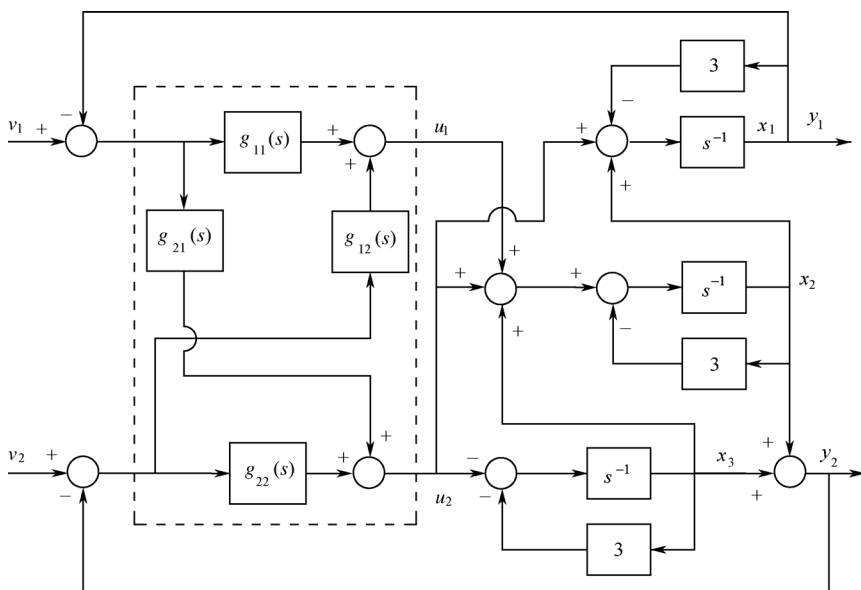 3
v1 + − g11(s) + + u1 + − + s⁻¹ x1 y1
g21(s) g12(s) +
+ + + − s⁻¹ x2
+ 3
+ +
v2 + − g22(s) + u2 − − s⁻¹ x3 + y2
3